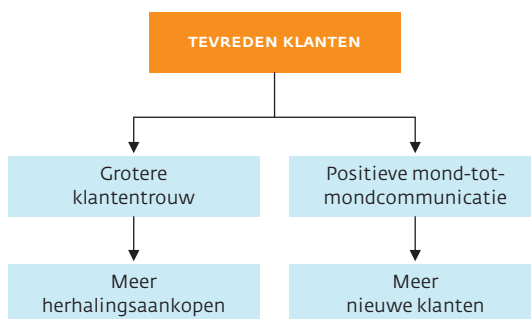 TEVREDEN KLANTEN
Grotere
klantentrouw
Positieve mond-tot-
mondcommunicatie
Meer
herhalingsaankopen
Meer
nieuwe klanten